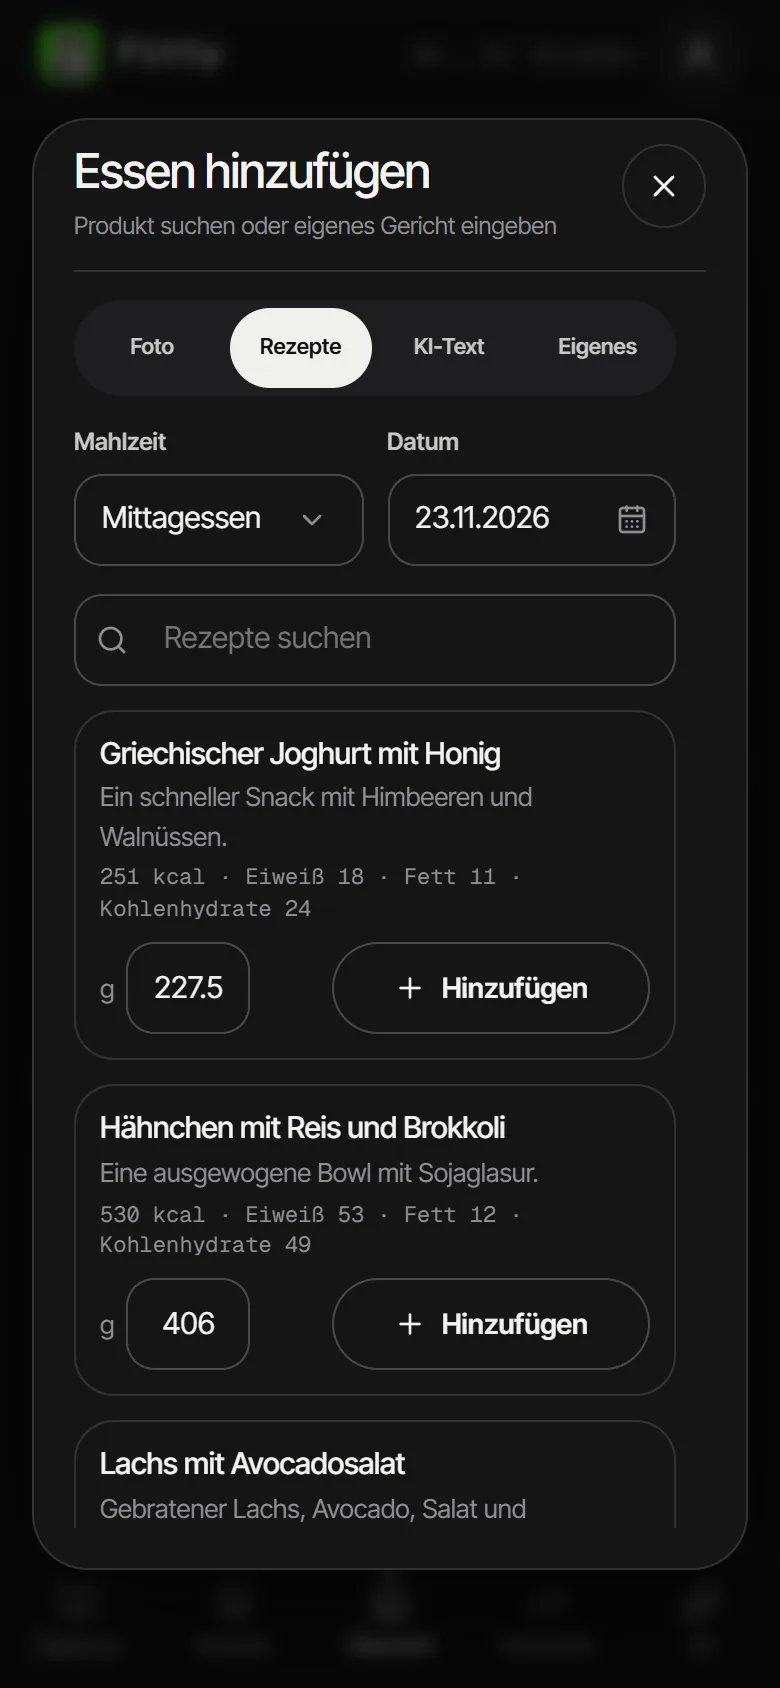 Essen hinzufügen
Produkt suchen oder eigenes Gericht eingeben
Foto
Rezepte
KI-Text
Eigenes
Mahlzeit
Datum
Mittagessen
23.11.2026
Rezepte suchen
Griechischer Joghurt mit Honig
Ein schneller Snack mit Himbeeren und
Walnüssen.
251 kcal · Eiweiß 18 · Fett 11 ·
Kohlenhydrate 24
g
227.5
Hinzufügen
Hähnchen mit Reis und Brokkoli
Eine ausgewogene Bowl mit Sojaglasur.
530 kcal · Eiweiß 53 · Fett 12 ·
Kohlenhydrate 49
g
406
Hinzufügen
Lachs mit Avocadosalat
Gebratener Lachs, Avocado, Salat und